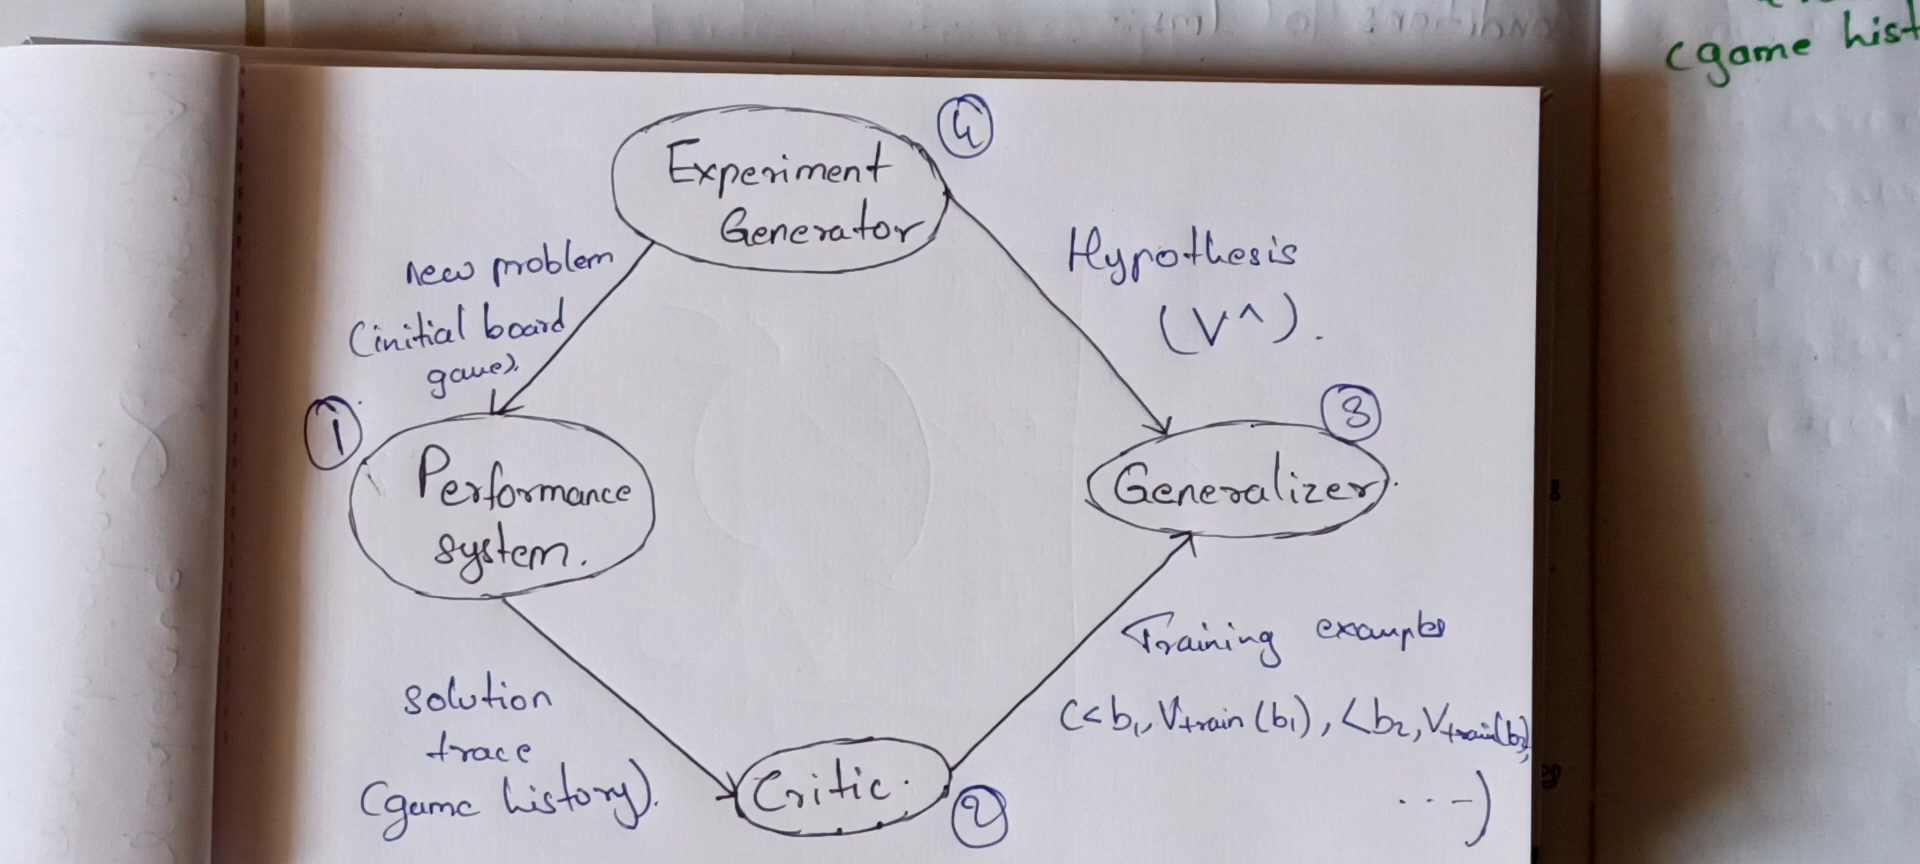 (game hist
4
Experiment
Generator
new problem
(initial board
game).
Hypothesis
(V^).
1
3
Performance
system.
Generalizer.
Training examples
solution
trace
(game history).
(<b1, Vtrain(b1), <b2, Vtrain(b2)
...)
Critic.
2